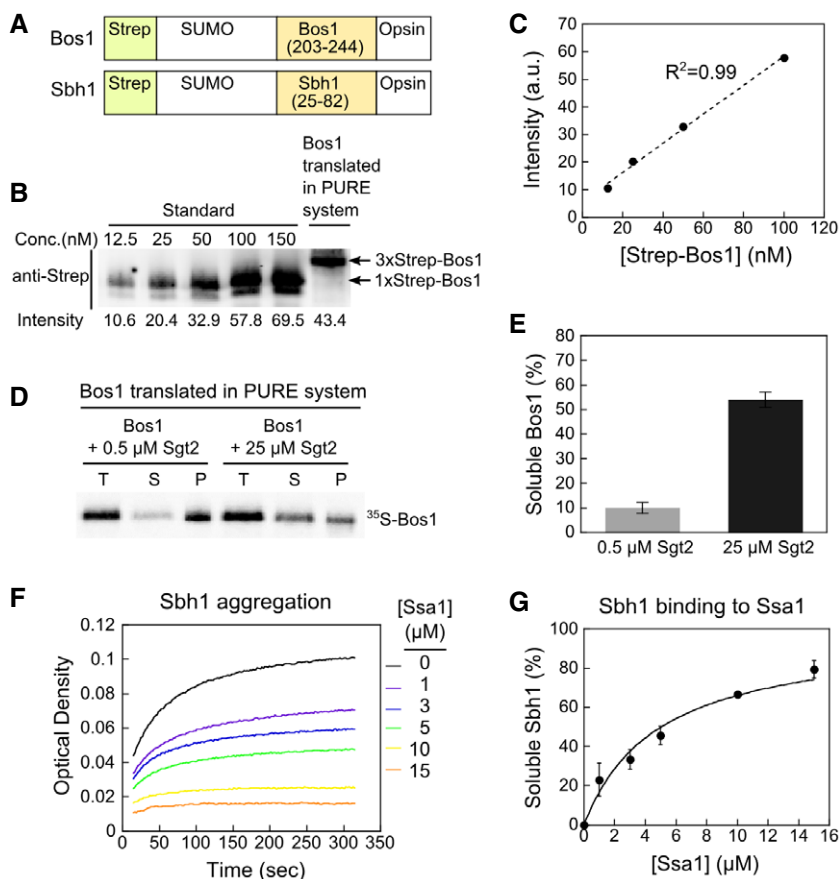 A
Bos1
Strep
SUMO
Bos1
(203-244)
Opsin
Sbh1
Strep
SUMO
Sbh1
(25-82)
Opsin
B
Bos1
translated
in PURE
system
Standard
Conc.(nM) 12.5 25 50 100 150
anti-Strep
3xStrep-Bos1
1xStrep-Bos1
Intensity 10.6 20.4 32.9 57.8 69.5 43.4
C
R²=0.99
Intensity (a.u.)
70
60
50
40
30
20
10
0
0 20 40 60 80 100 120
[Strep-Bos1] (nM)
D
Bos1 translated in PURE system
Bos1
+ 0.5 µM Sgt2
Bos1
+ 25 µM Sgt2
T S P T S P
³⁵S-Bos1
E
Soluble Bos1 (%)
80
70
60
50
40
30
20
10
0
0.5 µM Sgt2 25 µM Sgt2
F
Sbh1 aggregation
Optical Density
0.12
0.1
0.08
0.06
0.04
0.02
0
0 50 100 150 200 250 300 350
Time (sec)
[Ssa1]
(µM)
0
1
3
5
10
15
G
Sbh1 binding to Ssa1
Soluble Sbh1 (%)
100
80
60
40
20
0
0 2 4 6 8 10 12 14 16
[Ssa1] (µM)